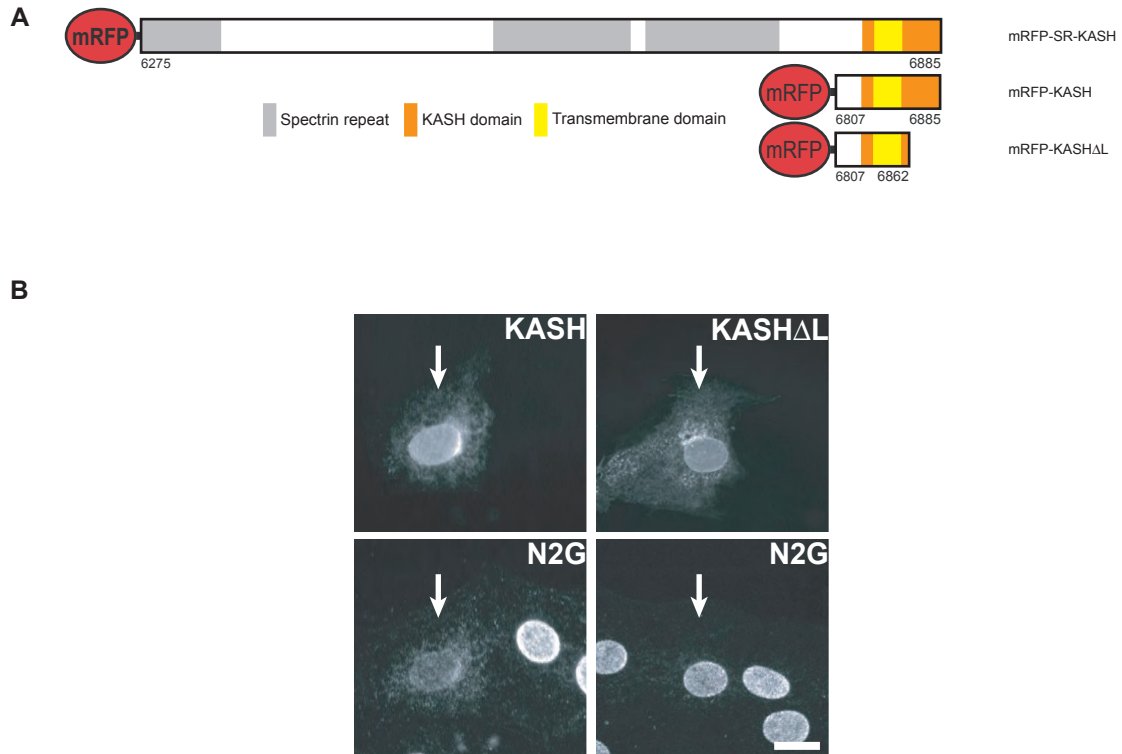 A
mRFP
mRFP-SR-KASH
6275
6885
mRFP
mRFP-KASH
6807
6885
Spectrin repeat
KASH domain
Transmembrane domain
mRFP
mRFP-KASHΔL
6807
6862
B
KASH
KASHΔL
N2G
N2G